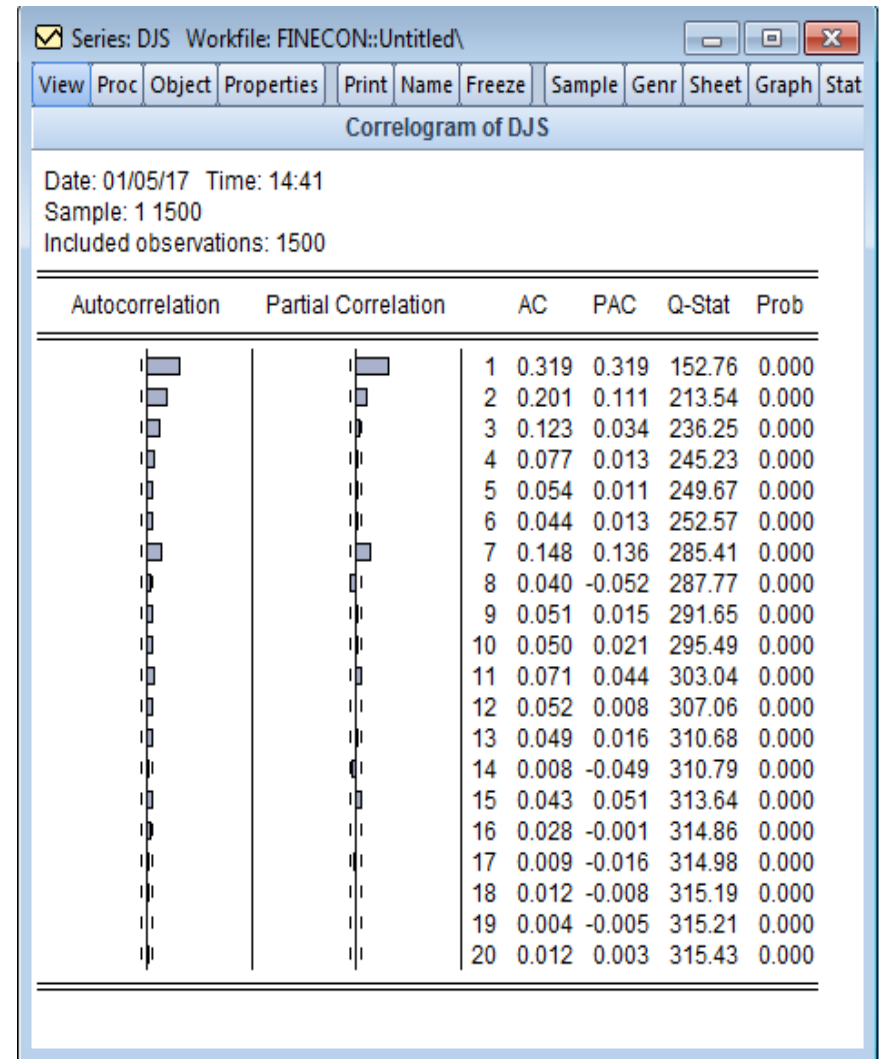 Series: DJS Workfile: FINECON::Untitled\
View Proc Object Properties Print Name Freeze Sample Genr Sheet Graph Stat
Correlogram of DJS
Date: 01/05/17 Time: 14:41
Sample: 1 1500
Included observations: 1500
Autocorrelation Partial Correlation AC PAC Q-Stat Prob
1 0.319 0.319 152.76 0.000
2 0.201 0.111 213.54 0.000
3 0.123 0.034 236.25 0.000
4 0.077 0.013 245.23 0.000
5 0.054 0.011 249.67 0.000
6 0.044 0.013 252.57 0.000
7 0.148 0.136 285.41 0.000
8 0.040 -0.052 287.77 0.000
9 0.051 0.015 291.65 0.000
10 0.050 0.021 295.49 0.000
11 0.071 0.044 303.04 0.000
12 0.052 0.008 307.06 0.000
13 0.049 0.016 310.68 0.000
14 0.008 -0.049 310.79 0.000
15 0.043 0.051 313.64 0.000
16 0.028 -0.001 314.86 0.000
17 0.009 -0.016 314.98 0.000
18 0.012 -0.008 315.19 0.000
19 0.004 -0.005 315.21 0.000
20 0.012 0.003 315.43 0.000